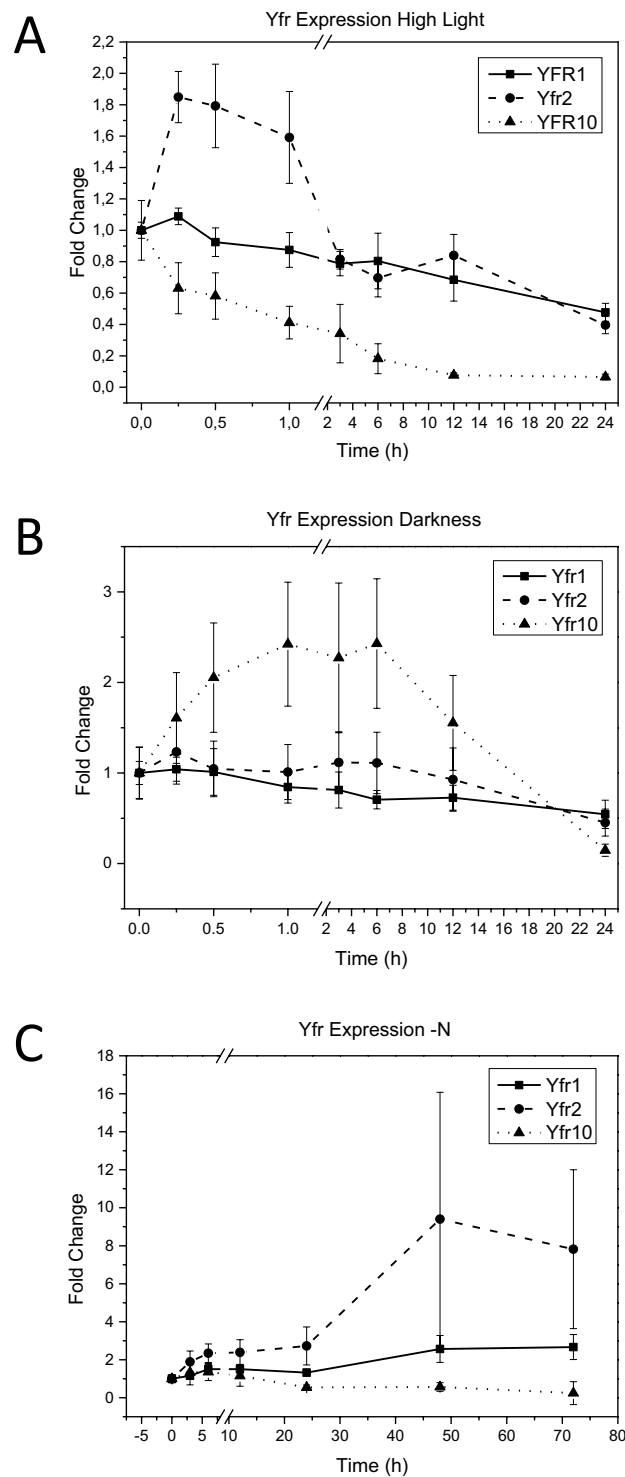 A
Yfr Expression High Light
2,2
2,0
1,8
1,6
1,4
1,2
1,0
0,8
0,6
0,4
0,2
0,0
Fold Change
YFR1
Yfr2
YFR10
0,0 0,5 1,0 2 4 6 8 10 12 14 16 18 20 22 24
Time (h)
B
Yfr Expression Darkness
3
2
1
0
Fold Change
Yfr1
Yfr2
Yfr10
0.0 0.5 1.0 2 4 6 8 10 12 14 16 18 20 22 24
Time (h)
C
Yfr Expression -N
18
16
14
12
10
8
6
4
2
0
Fold Change
Yfr1
Yfr2
Yfr10
-5 0 5 10 20 30 40 50 60 70 80
Time (h)